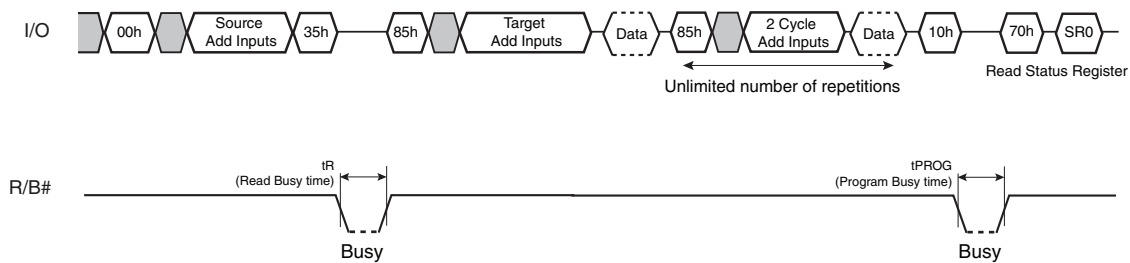 I/O
00h
Source
Add Inputs
35h
85h
Target
Add Inputs
Data
85h
2 Cycle
Add Inputs
Data
10h
70h
SR0
Unlimited number of repetitions
Read Status Register
R/B#
tR
(Read Busy time)
Busy
tPROG
(Program Busy time)
Busy